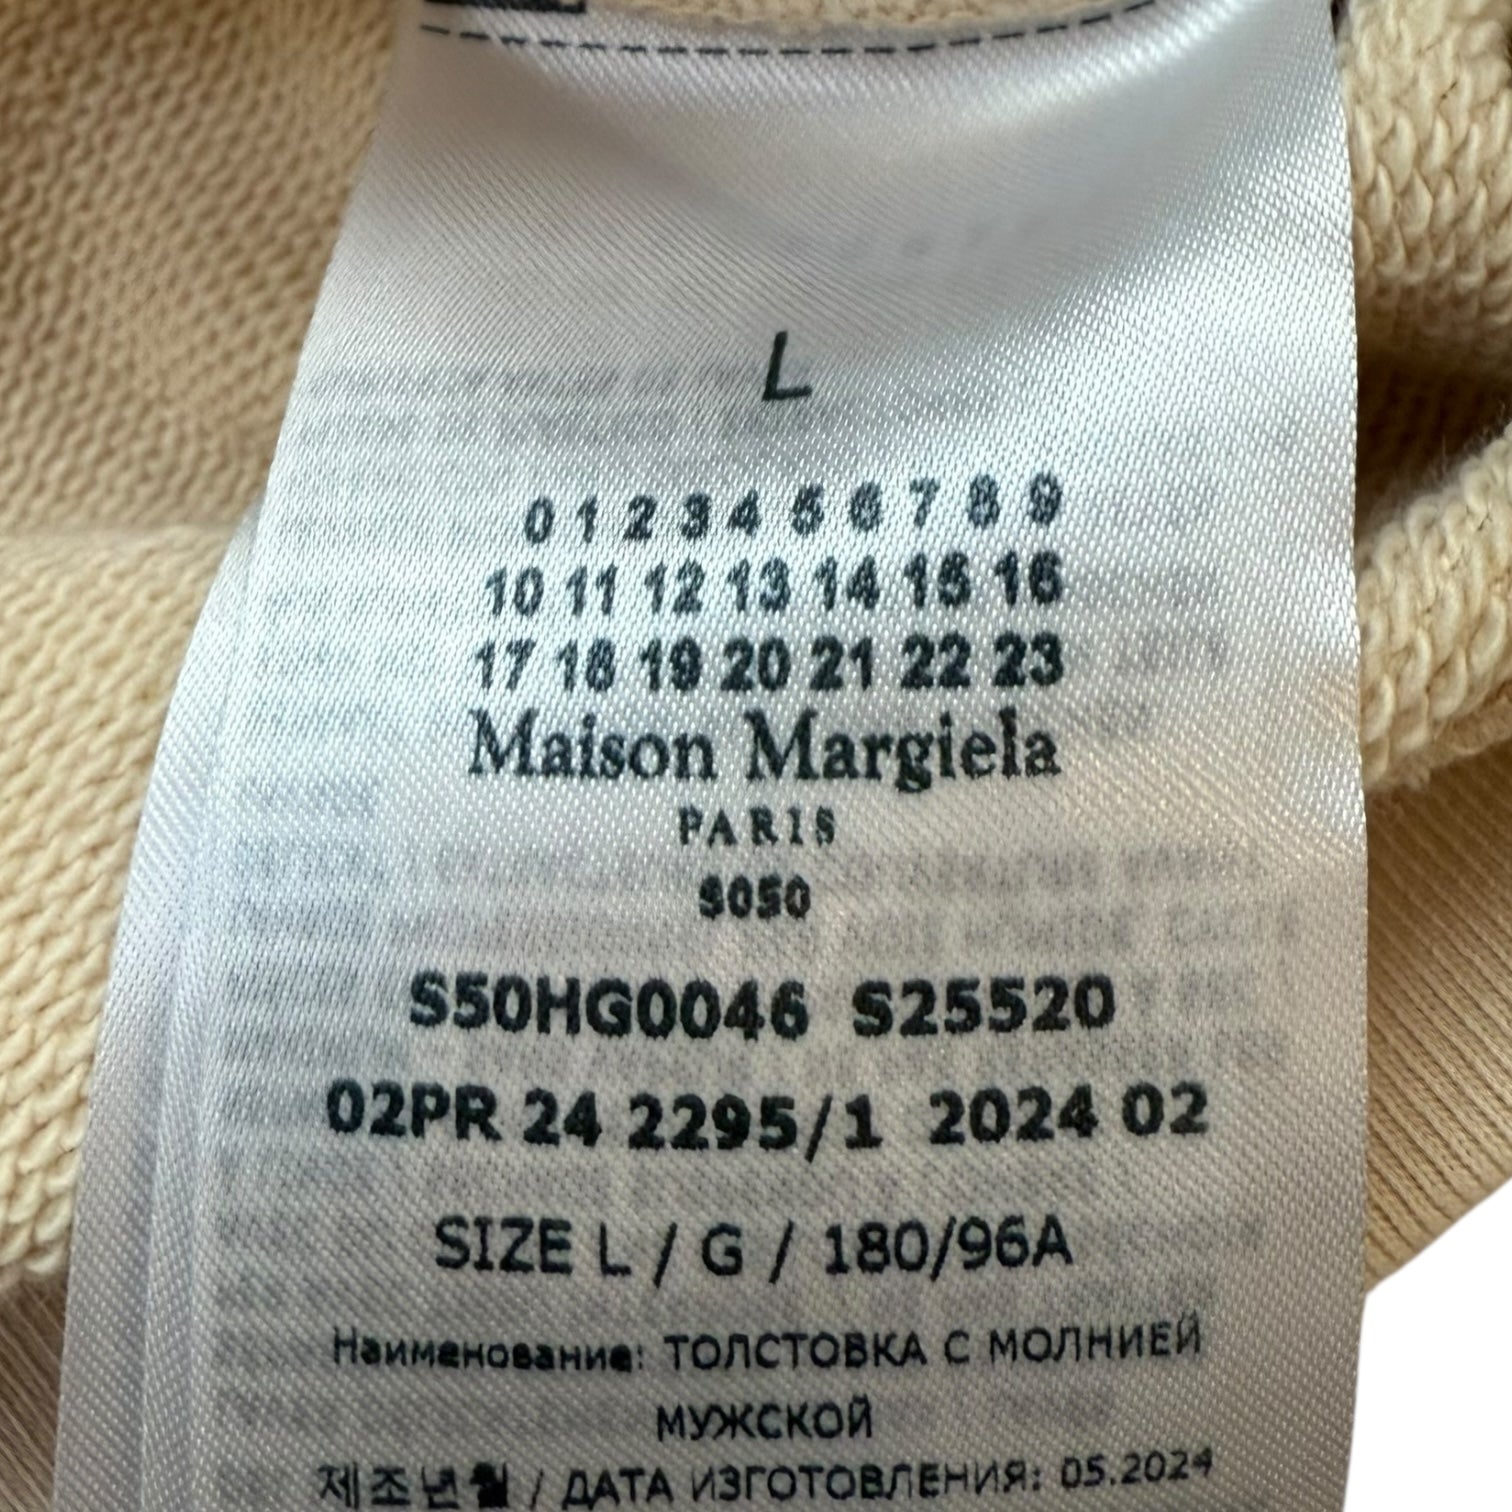 L
0 1 2 3 4 5 6 7 8 9
10 11 12 13 14 15 16
17 18 19 20 21 22 23
Maison Margiela
PARIS
S050
S50HG0046 S25520
02PR 24 2295/1 2024 02
SIZE L / G / 180/96A
Наименование: ТОЛСТОВКА С МОЛНИЕЙ
МУЖСКОЙ
제조년월 / ДАТА ИЗГОТОВЛЕНИЯ: 05.2024